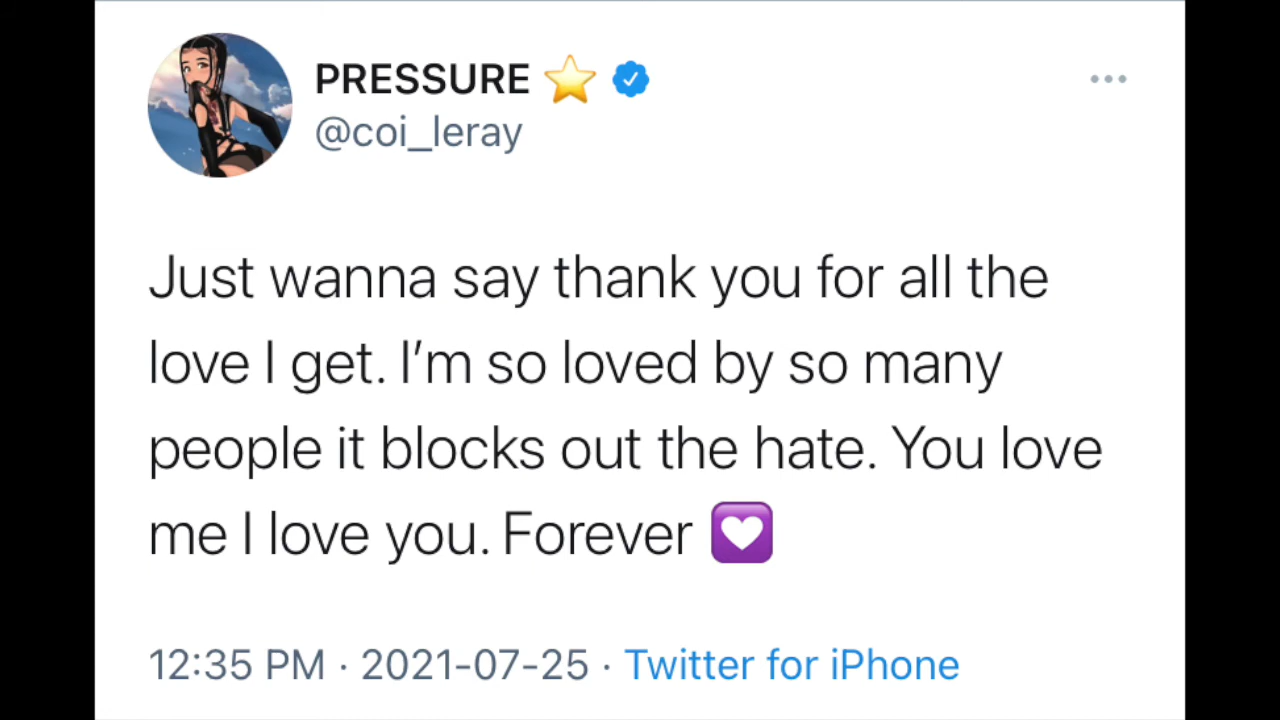 PRESSURE ⭐
@coi_leray
Just wanna say thank you for all the
love I get. I’m so loved by so many
people it blocks out the hate. You love
me I love you. Forever 💟
12:35 PM · 2021-07-25 · Twitter for iPhone